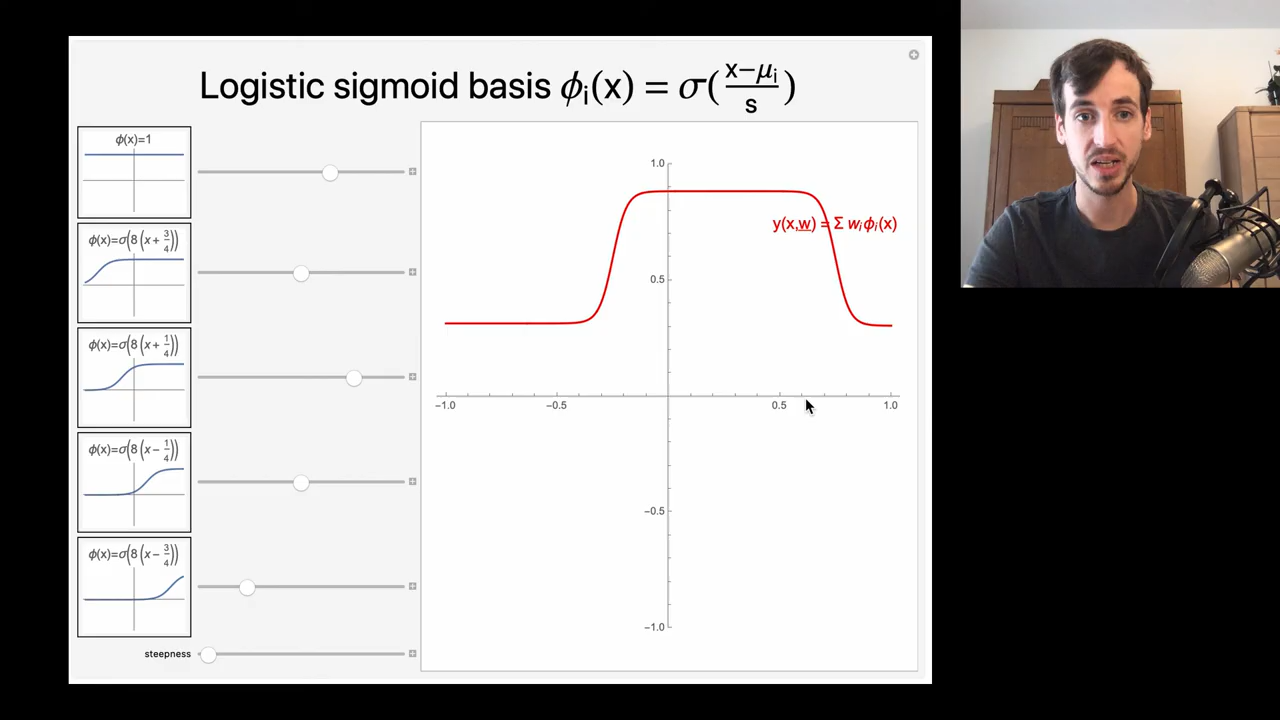 Logistic sigmoid basis ϕᵢ(x) = σ((x−μᵢ)/s)
ϕ(x)=1
ϕ(x)=σ(8(x+ 3/4))
ϕ(x)=σ(8(x+ 1/4))
ϕ(x)=σ(8(x− 1/4))
ϕ(x)=σ(8(x− 3/4))
steepness
1.0
y(x,w) = Σ wᵢϕᵢ(x)
0.5
−1.0 −0.5 0.5 1.0
−0.5
−1.0